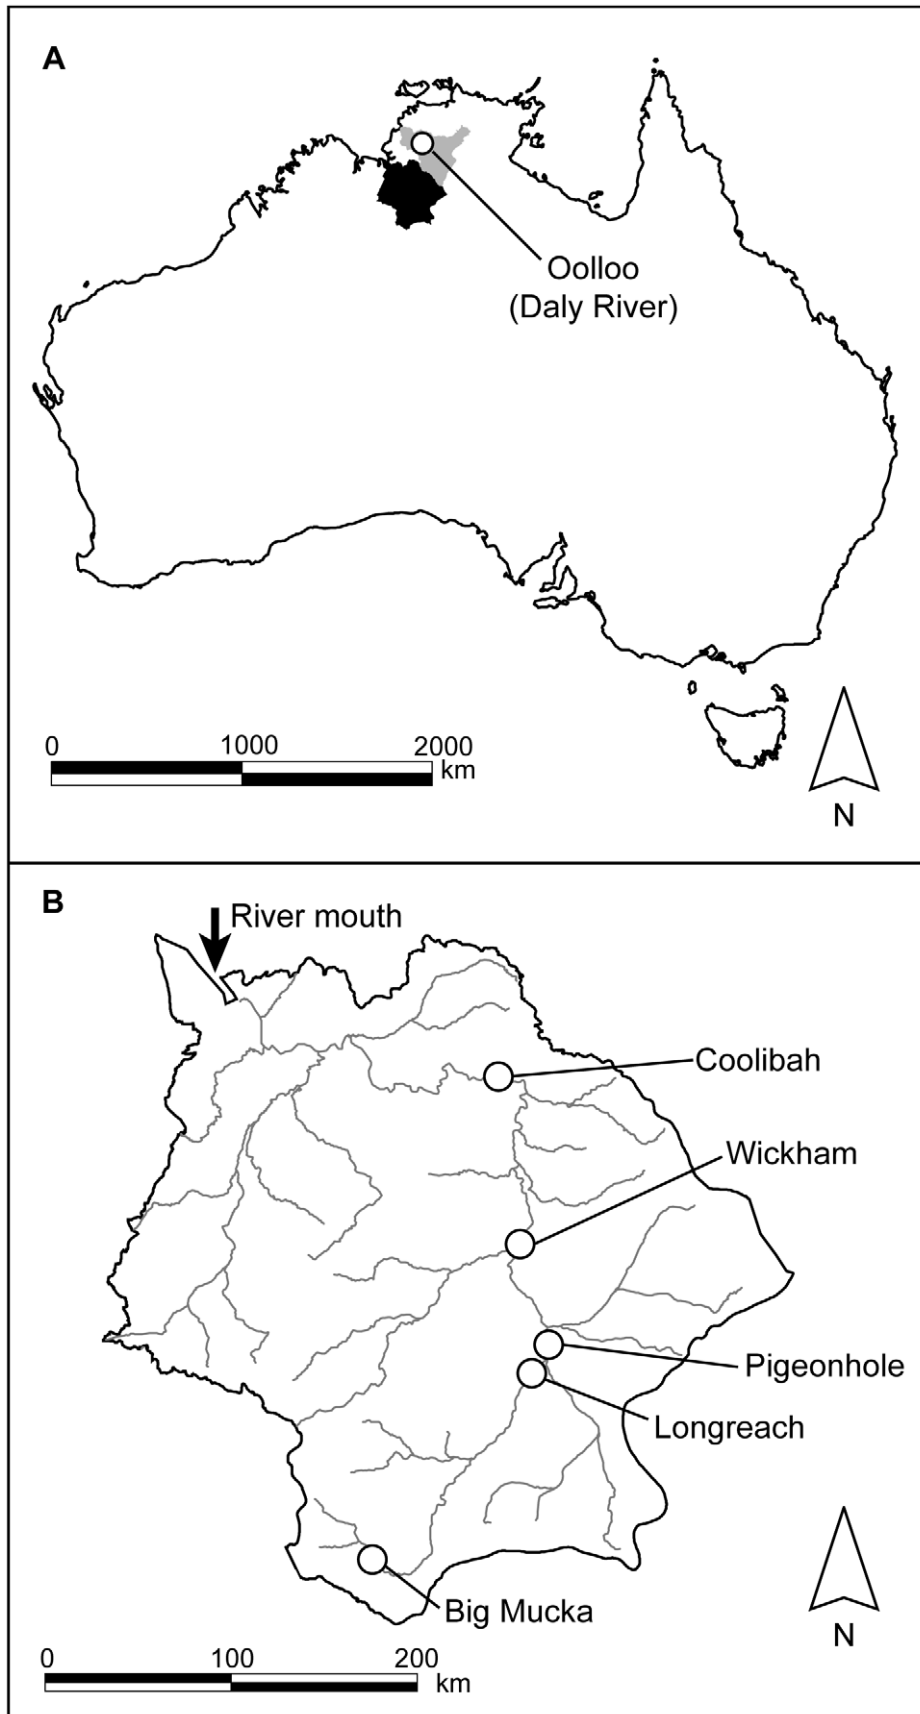 A
Oolloo
(Daly River)
0 1000 2000
km
N
B
River mouth
Coolibah
Wickham
Pigeonhole
Longreach
Big Mucka
N
0 100 200
km